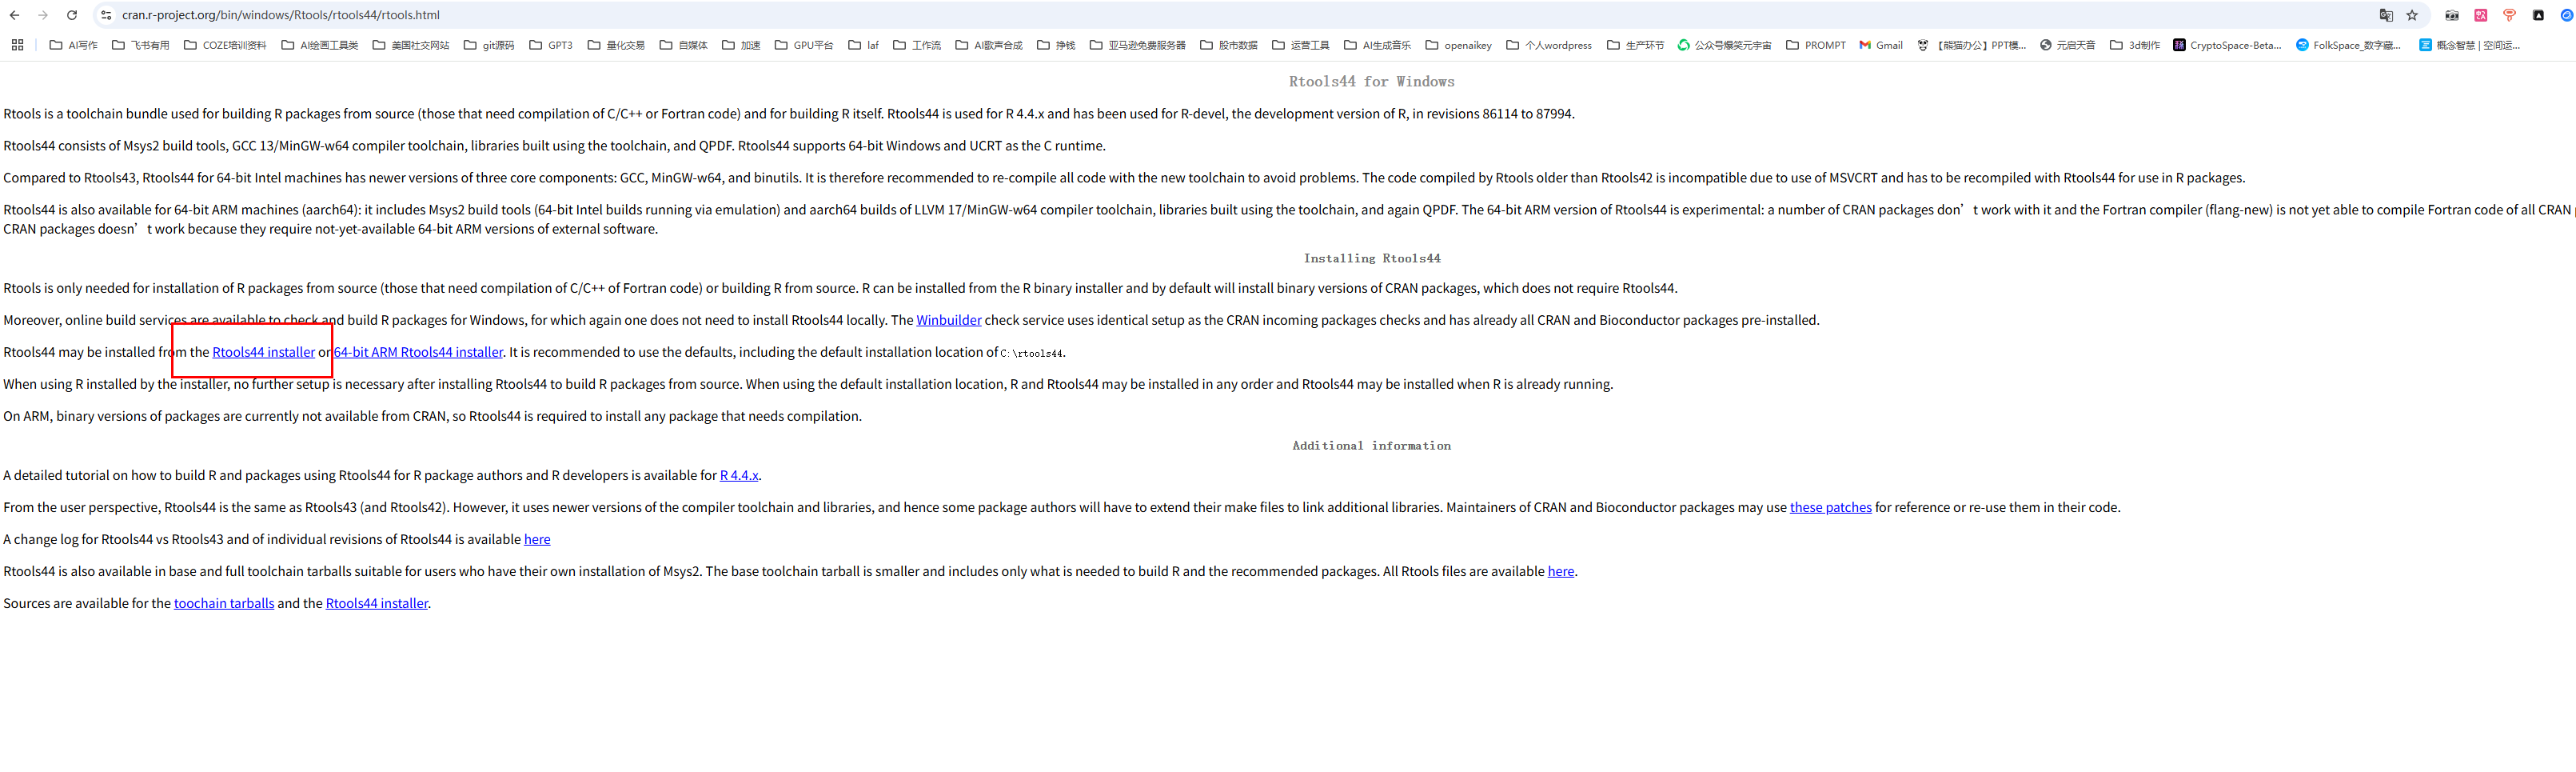 cran.r-project.org/bin/windows/Rtools/rtools44/rtools.html
AI写作 飞书有用 COZE培训资料 AI绘画工具类 美国社交网站 git源码 GPT3 量化交易 自媒体 加速 GPU平台 laf 工作流 AI歌声合成 挣钱 亚马逊免费服务器 股市数据 运营工具 AI生成音乐 openaikey 个人wordpress 生产环节 公众号爆笑元宇宙 PROMPT Gmail 【熊猫办公】PPT模... 元启天音 3d制作 CryptoSpace-Beta... FolkSpace_数字藏... 概念智慧 | 空间运...
Rtools44 for Windows
Rtools is a toolchain bundle used for building R packages from source (those that need compilation of C/C++ or Fortran code) and for building R itself. Rtools44 is used for R 4.4.x and has been used for R-devel, the development version of R, in revisions 86114 to 87994.
Rtools44 consists of Msys2 build tools, GCC 13/MinGW-w64 compiler toolchain, libraries built using the toolchain, and QPDF. Rtools44 supports 64-bit Windows and UCRT as the C runtime.
Compared to Rtools43, Rtools44 for 64-bit Intel machines has newer versions of three core components: GCC, MinGW-w64, and binutils. It is therefore recommended to re-compile all code with the new toolchain to avoid problems. The code compiled by Rtools older than Rtools42 is incompatible due to use of MSVCRT and has to be recompiled with Rtools44 for use in R packages.
Rtools44 is also available for 64-bit ARM machines (aarch64): it includes Msys2 build tools (64-bit Intel builds running via emulation) and aarch64 builds of LLVM 17/MinGW-w64 compiler toolchain, libraries built using the toolchain, and again QPDF. The 64-bit ARM version of Rtools44 is experimental: a number of CRAN packages don’t work with it and the Fortran compiler (flang-new) is not yet able to compile Fortran code of all CRAN
CRAN packages doesn’t work because they require not-yet-available 64-bit ARM versions of external software.
Installing Rtools44
Rtools is only needed for installation of R packages from source (those that need compilation of C/C++ of Fortran code) or building R from source. R can be installed from the R binary installer and by default will install binary versions of CRAN packages, which does not require Rtools44.
Moreover, online build services are available to check and build R packages for Windows, for which again one does not need to install Rtools44 locally. The Winbuilder check service uses identical setup as the CRAN incoming packages checks and has already all CRAN and Bioconductor packages pre-installed.
Rtools44 may be installed from the Rtools44 installer or 64-bit ARM Rtools44 installer. It is recommended to use the defaults, including the default installation location of C:\rtools44.
When using R installed by the installer, no further setup is necessary after installing Rtools44 to build R packages from source. When using the default installation location, R and Rtools44 may be installed in any order and Rtools44 may be installed when R is already running.
On ARM, binary versions of packages are currently not available from CRAN, so Rtools44 is required to install any package that needs compilation.
Additional information
A detailed tutorial on how to build R and packages using Rtools44 for R package authors and R developers is available for R 4.4.x.
From the user perspective, Rtools44 is the same as Rtools43 (and Rtools42). However, it uses newer versions of the compiler toolchain and libraries, and hence some package authors will have to extend their make files to link additional libraries. Maintainers of CRAN and Bioconductor packages may use these patches for reference or re-use them in their code.
A change log for Rtools44 vs Rtools43 and of individual revisions of Rtools44 is available here
Rtools44 is also available in base and full toolchain tarballs suitable for users who have their own installation of Msys2. The base toolchain tarball is smaller and includes only what is needed to build R and the recommended packages. All Rtools files are available here.
Sources are available for the toochain tarballs and the Rtools44 installer.